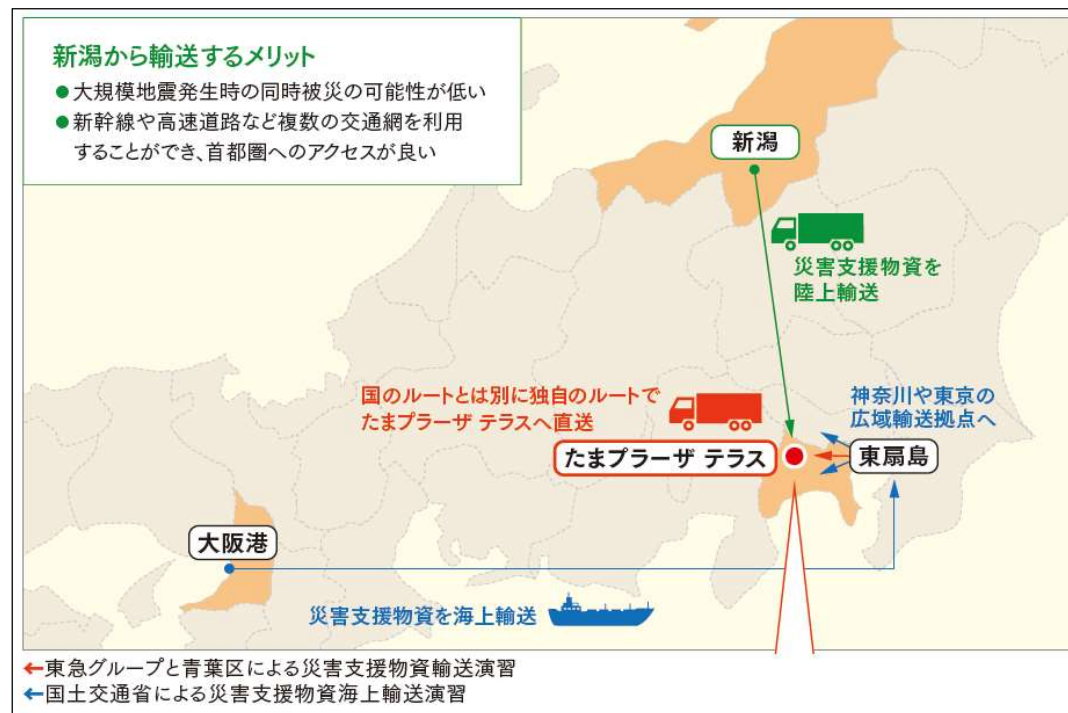 新潟から輸送するメリット
●大規模地震発生時の同時被災の可能性が低い
●新幹線や高速道路など複数の交通網を利用
することができ、首都圏へのアクセスが良い
新潟
災害支援物資を
陸上輸送
国のルートとは別に独自のルートで
たまプラーザ テラスへ直送
神奈川や東京の
広域輸送拠点へ
たまプラーザ テラス
東扇島
大阪港
災害支援物資を海上輸送
←東急グループと青葉区による災害支援物資輸送演習
←国土交通省による災害支援物資海上輸送演習